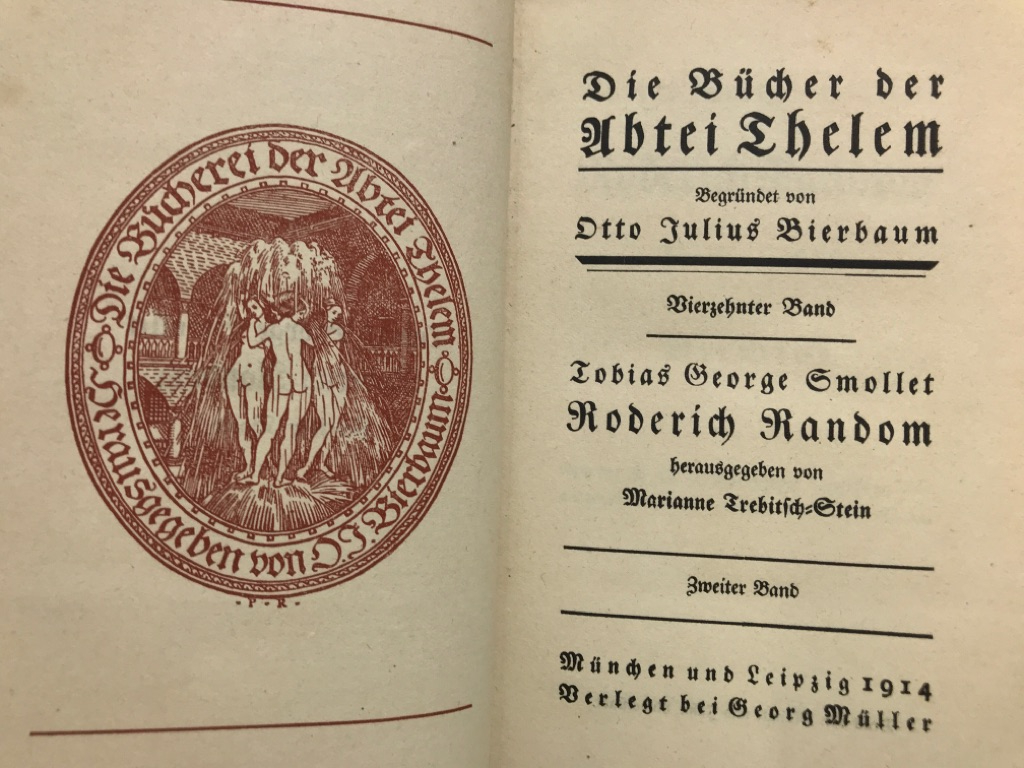 Die Bücherei der Abtei Thelem
Herausgegeben von O.J. Bierbaum
· P · R ·
Die Bücher der
Abtei Thelem
Begründet von
Otto Julius Bierbaum
Vierzehnter Band
Tobias George Smollet
Roderich Random
herausgegeben von
Marianne Trebitsch-Stein
Zweiter Band
München und Leipzig 1914
Verlegt bei Georg Müller